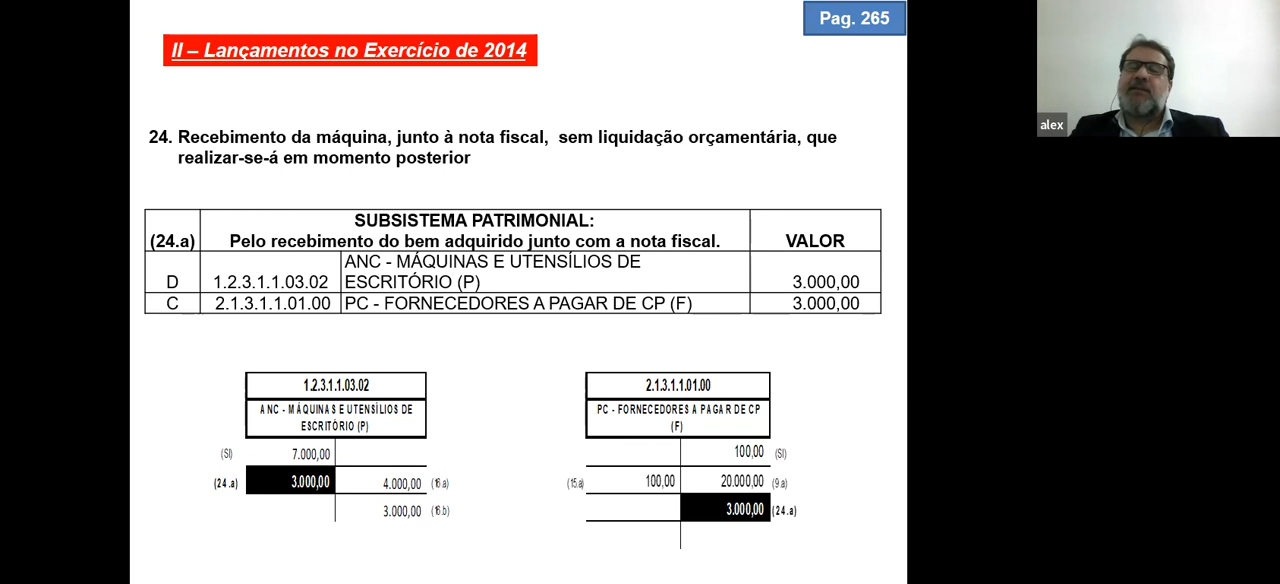 Pag. 265
II – Lançamentos no Exercício de 2014
24. Recebimento da máquina, junto à nota fiscal, sem liquidação orçamentária, que
realizar-se-á em momento posterior
SUBSISTEMA PATRIMONIAL:
(24.a) Pelo recebimento do bem adquirido junto com a nota fiscal. VALOR
ANC - MÁQUINAS E UTENSÍLIOS DE
D 1.2.3.1.1.03.02 ESCRITÓRIO (P) 3.000,00
C 2.1.3.1.1.01.00 PC - FORNECEDORES A PAGAR DE CP (F) 3.000,00
1.2.3.1.1.03.02
ANC - MÁQUINAS E UTENSÍLIOS DE
ESCRITÓRIO (P)
(SI) 7.000,00
(24.a) 3.000,00 4.000,00 (18.a)
3.000,00 (18.b)
2.1.3.1.1.01.00
PC - FORNECEDORES A PAGAR DE CP
(F)
100,00 (SI)
(15.a) 100,00 20.000,00 (9.a)
3.000,00 (24.a)
alex